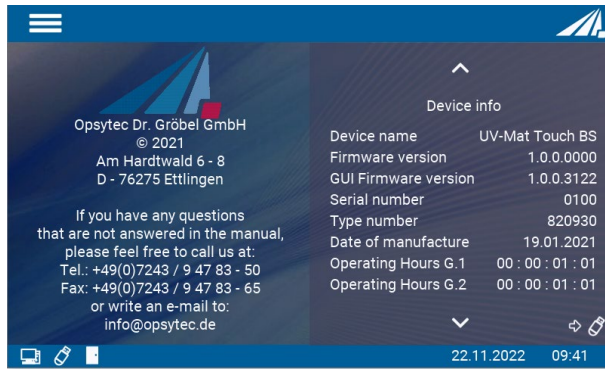 Opsytec Dr. Gröbel GmbH
© 2021
Am Hardtwald 6 - 8
D - 76275 Ettlingen
If you have any questions
that are not answered in the manual,
please feel free to call us at:
Tel.: +49(0)7243 / 9 47 83 - 50
Fax: +49(0)7243 / 9 47 83 - 65
or write an e-mail to:
info@opsytec.de
Device info
Device name UV-Mat Touch BS
Firmware version 1.0.0.0000
GUI Firmware version 1.0.0.3122
Serial number 0100
Type number 820930
Date of manufacture 19.01.2021
Operating Hours G.1 00 : 00 : 01 : 01
Operating Hours G.2 00 : 00 : 01 : 01
22.11.2022 09:41